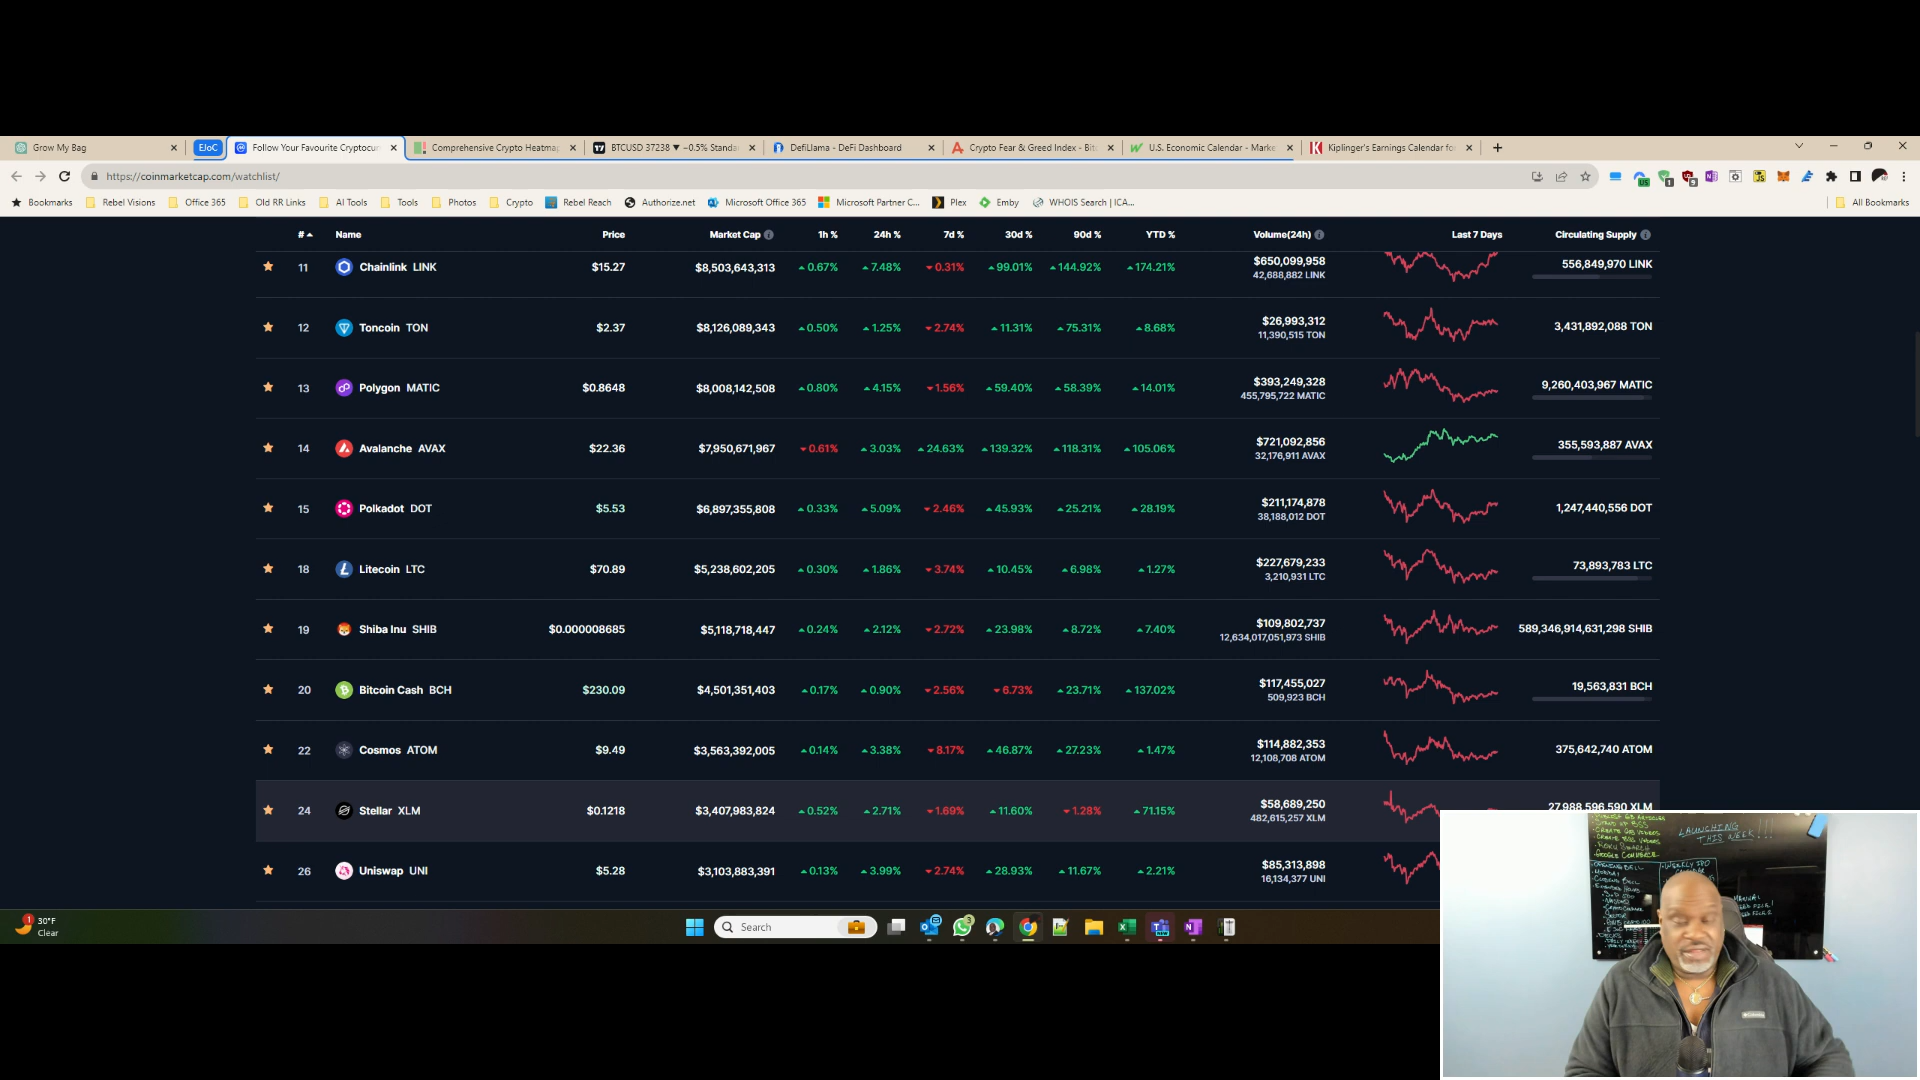 Grow My Bag
EloC
Follow Your Favourite Cryptocur
Comprehensive Crypto Heatmap
BTCUSD 37238 ▼ −0.5% Standa
DefiLlama - DeFi Dashboard
Crypto Fear & Greed Index - Bitc
U.S. Economic Calendar - Marke
Kiplinger's Earnings Calendar fo
https://coinmarketcap.com/watchlist/
Bookmarks
Rebel Visions
Office 365
Old RR Links
AI Tools
Tools
Photos
Crypto
Rebel Reach
Authorize.net
Microsoft Office 365
Microsoft Partner C...
Plex
Emby
WHOIS Search | ICA...
All Bookmarks
# Name Price Market Cap 1h % 24h % 7d % 30d % 90d % YTD % Volume(24h) Last 7 Days Circulating Supply
11 Chainlink LINK $15.27 $8,503,643,313 0.67% 7.48% 0.31% 99.01% 144.92% 174.21% $650,099,958 556,849,970 LINK
42,688,882 LINK
12 Toncoin TON $2.37 $8,126,089,343 0.50% 1.25% 2.74% 11.31% 75.31% 8.68% $26,993,312 3,431,892,088 TON
11,390,515 TON
13 Polygon MATIC $0.8648 $8,008,142,508 0.80% 4.15% 1.56% 59.40% 58.39% 14.01% $393,249,328 9,260,403,967 MATIC
455,795,722 MATIC
14 Avalanche AVAX $22.36 $7,950,671,967 0.61% 3.03% 24.63% 139.32% 118.31% 105.06% $721,092,856 355,593,887 AVAX
32,176,911 AVAX
15 Polkadot DOT $5.53 $6,897,355,808 0.33% 5.09% 2.46% 45.93% 25.21% 28.19% $211,174,878 1,247,440,556 DOT
38,188,012 DOT
18 Litecoin LTC $70.89 $5,238,602,205 0.30% 1.86% 3.74% 10.45% 6.98% 1.27% $227,679,233 73,893,783 LTC
3,210,931 LTC
19 Shiba Inu SHIB $0.000008685 $5,118,718,447 0.24% 2.12% 2.72% 23.98% 8.72% 7.40% $109,802,737 589,346,914,631,298 SHIB
12,634,017,051,973 SHIB
20 Bitcoin Cash BCH $230.09 $4,501,351,403 0.17% 0.90% 2.56% 6.73% 23.71% 137.02% $117,455,027 19,563,831 BCH
509,923 BCH
22 Cosmos ATOM $9.49 $3,563,392,005 0.14% 3.38% 8.17% 46.87% 27.23% 1.47% $114,882,353 375,642,740 ATOM
12,108,708 ATOM
24 Stellar XLM $0.1218 $3,407,983,824 0.52% 2.71% 1.69% 11.60% 1.28% 71.15% $58,689,250 27,988,596,590 XLM
482,615,257 XLM
26 Uniswap UNI $5.28 $3,103,883,391 0.13% 3.99% 2.74% 28.93% 11.67% 2.21% $85,313,898
16,134,377 UNI
LAUNCHING
THIS WEEK!!!
30°F
Clear
Search